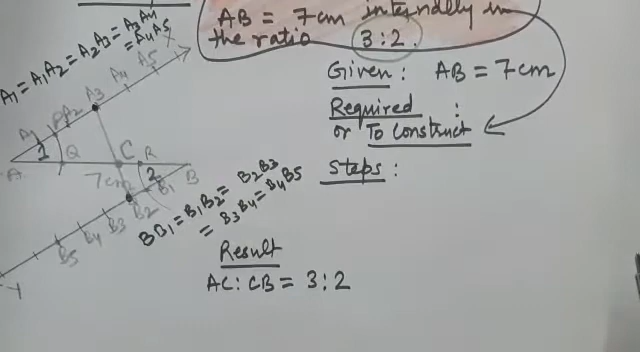 AB = 7cm internally in
the ratio 3:2.
Given : AB = 7cm
Required :
or To Construct
Steps :
A₁ = A₁A₂ = A₂A₃ = A₃A₄
= A₄A₅
X
A₁ P A₂ A₃ A₄ A₅
1
A Q C R B
7cm 2
B₁
B₂
B₃
B₄
B₅
Y
BB₁ = B₁B₂ = B₂B₃
= B₃B₄ = B₄B₅
Result
AC : CB = 3:2